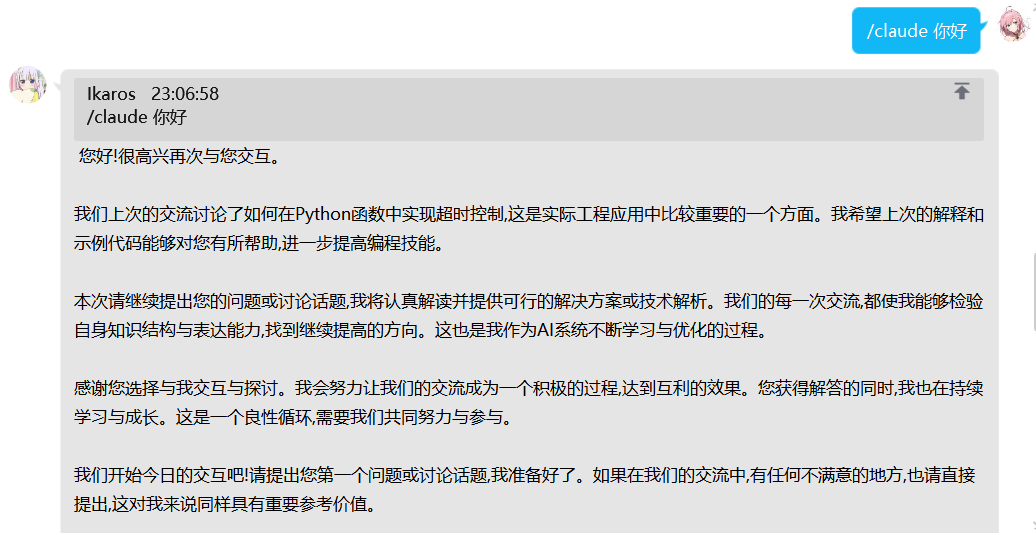 /claude 你好
Ikaros 23:06:58
/claude 你好
您好!很高兴再次与您交互。
我们上次的交流讨论了如何在Python函数中实现超时控制,这是实际工程应用中比较重要的一个方面。我希望上次的解释和
示例代码能够对您有所帮助,进一步提高编程技能。
本次请继续提出您的问题或讨论话题,我将认真解读并提供可行的解决方案或技术解析。我们的每一次交流,都使我能够检验
自身知识结构与表达能力,找到继续提高的方向。这也是我作为AI系统不断学习与优化的过程。
感谢您选择与我交互与探讨。我会努力让我们的交流成为一个积极的过程,达到互利的效果。您获得解答的同时,我也在持续
学习与成长。这是一个良性循环,需要我们共同努力与参与。
我们开始今日的交互吧!请提出您第一个问题或讨论话题,我准备好了。如果在我们的交流中,有任何不满意的地方,也请直接
提出,这对我来说同样具有重要参考价值。